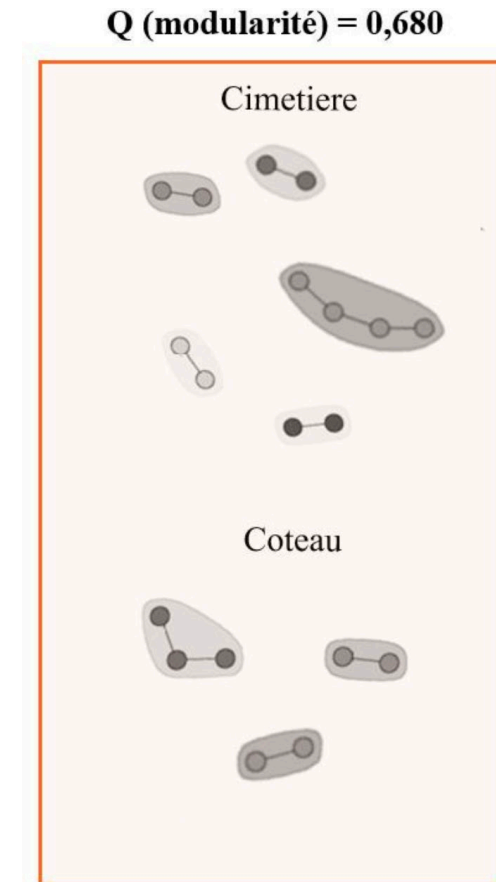 Q (modularité) = 0,680
Cimetiere
Coteau